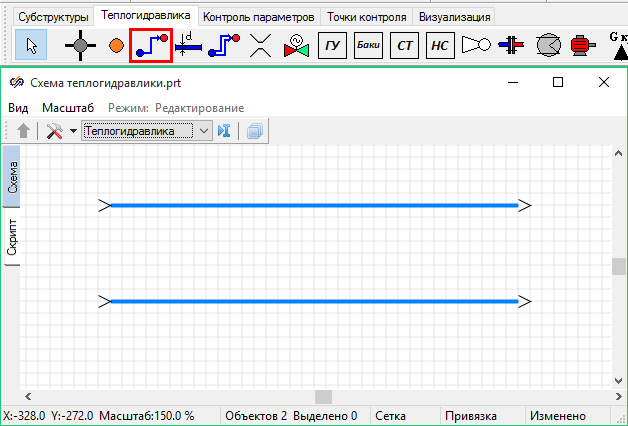 Субструктуры Теплогидравлика Контроль параметров Точки контроля Визуализация
d ГУ Баки СТ НС G к
Схема теплогидравлики.prt
Вид Масштаб Режим: Редактирование
Теплогидравлика
Схема
Скрипт
X:-328.0 Y:-272.0 Масштаб:150.0 % Объектов 2 Выделено 0 Сетка Привязка Изменено